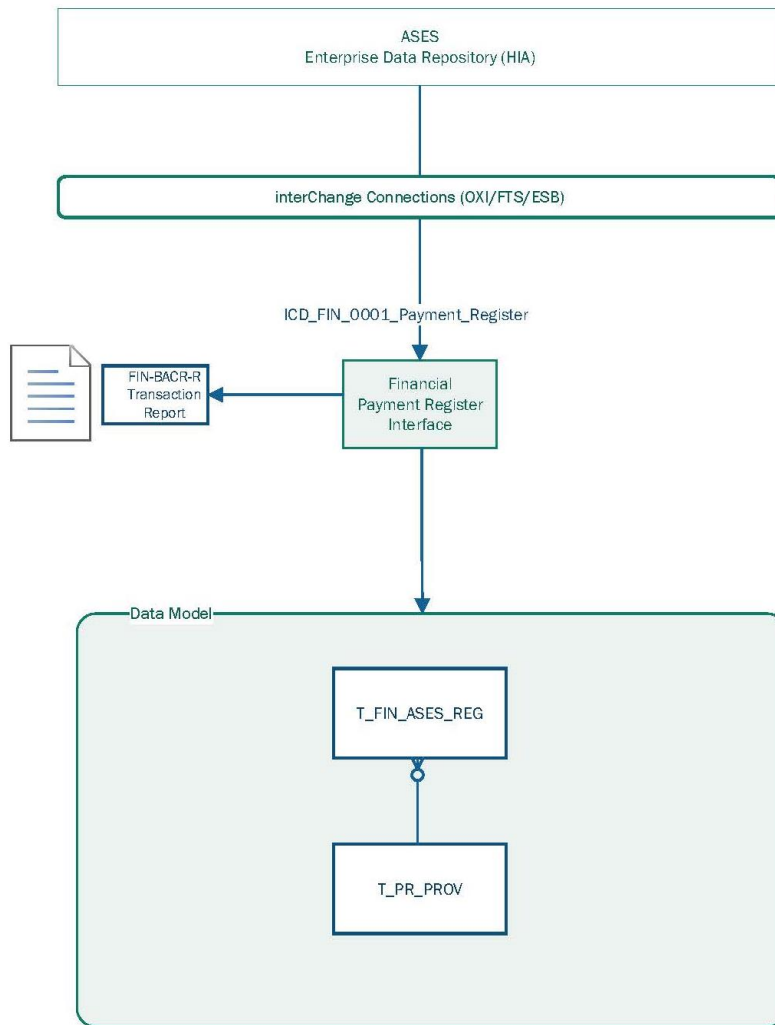 ASES
Enterprise Data Repository (HIA)
interChange Connections (OXI/FTS/ESB)
ICD_FIN_0001_Payment_Register
FIN-BACR-R
Transaction
Report
Financial
Payment Register
Interface
Data Model
T_FIN_ASES_REG
T_PR_PROV